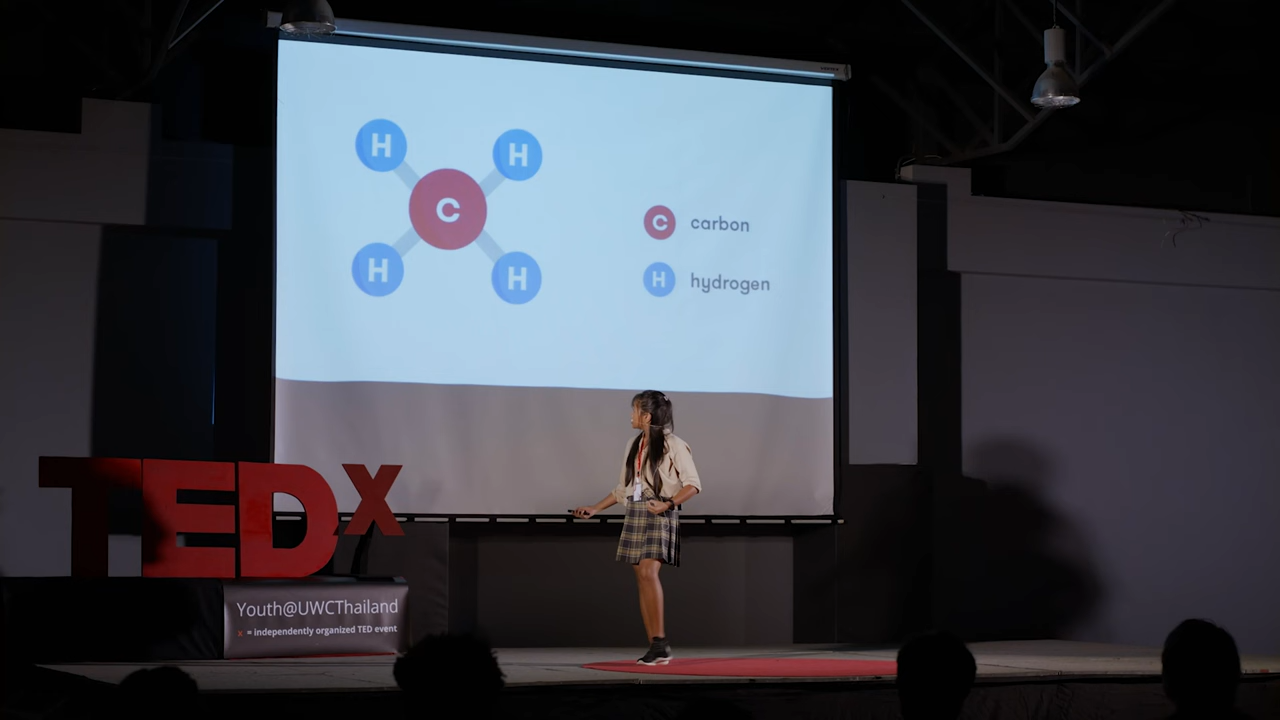 H
H
C
H
H
C carbon
H hydrogen
TEDx
Youth@UWCThailand
x = independently organized TED event